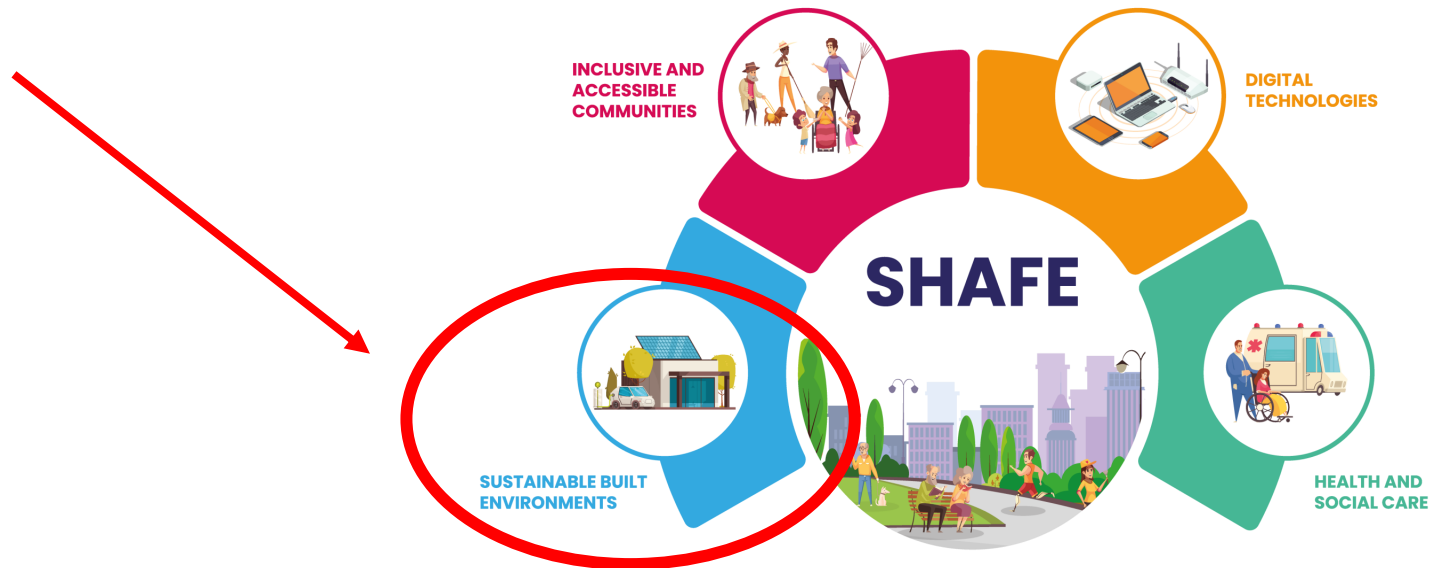 INCLUSIVE AND
ACCESSIBLE
COMMUNITIES
DIGITAL
TECHNOLOGIES
SHAFE
SUSTAINABLE BUILT
ENVIRONMENTS
HEALTH AND
SOCIAL CARE